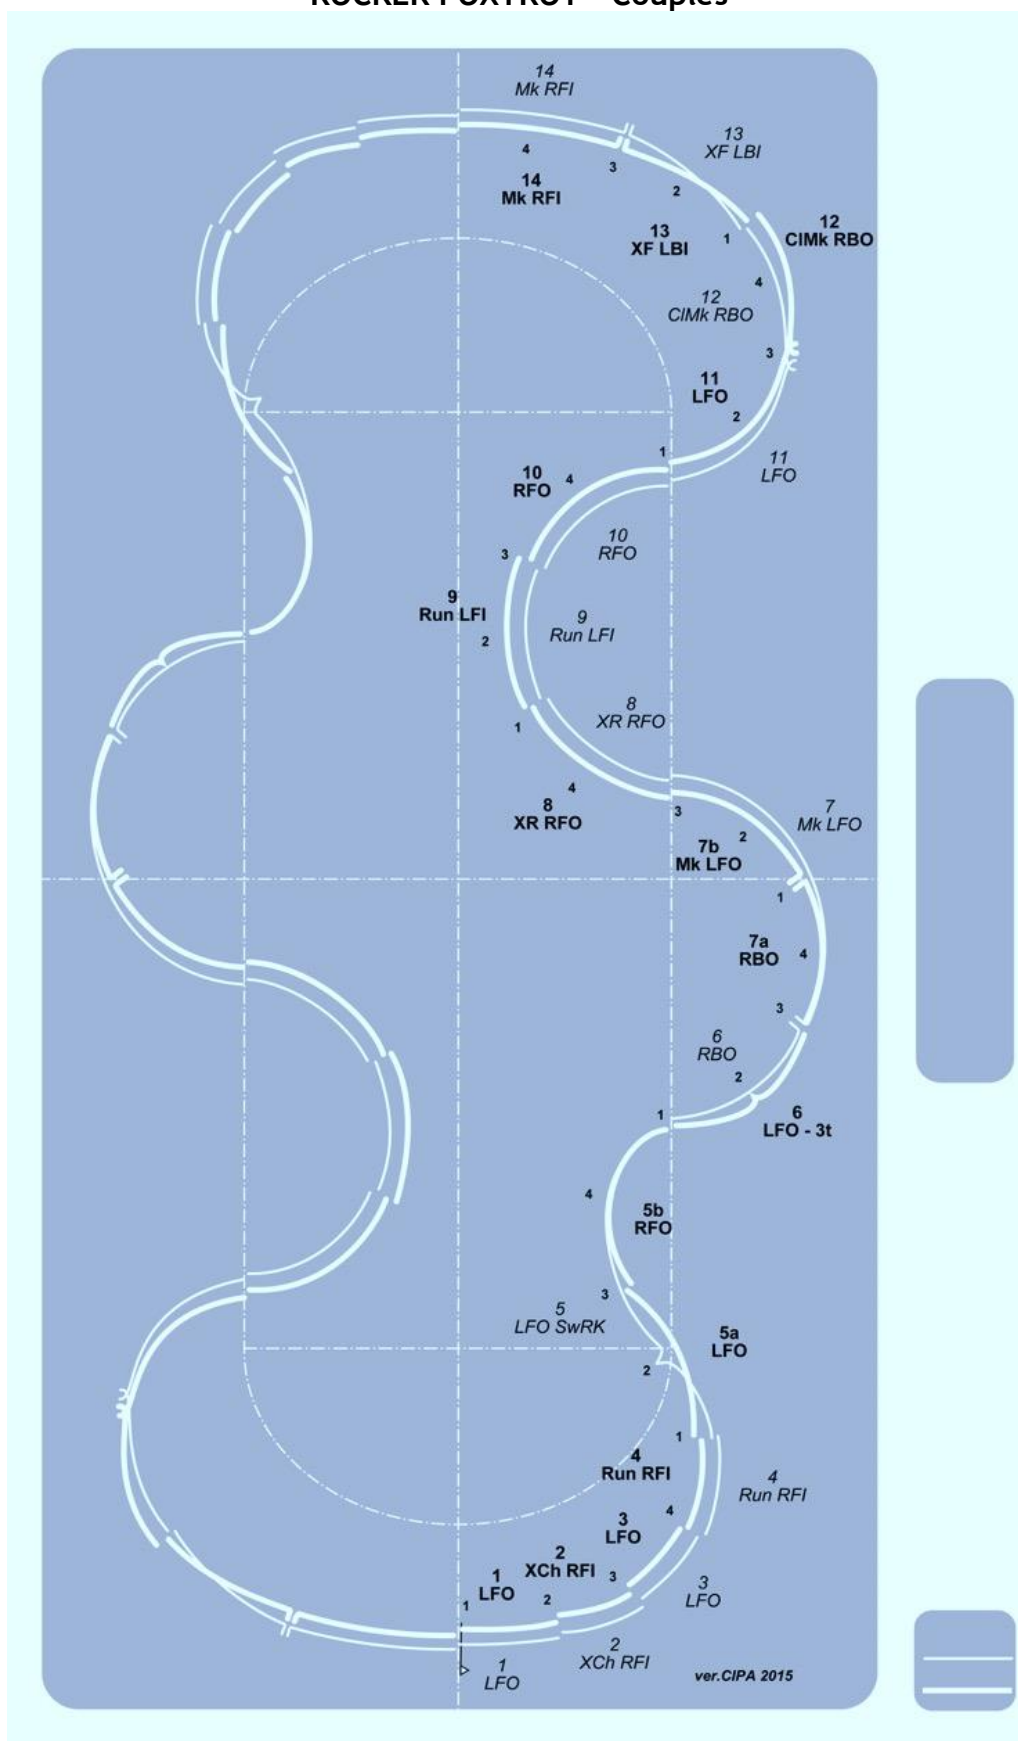 ROCKER FOXTROT – Couples
14
Mk RFI
13
XF LBI
4
3
14
Mk RFI
2
12
ClMk RBO
13
XF LBI
1
4
12
ClMk RBO
3
11
LFO
2
1
11
LFO
10
RFO
4
10
RFO
3
9
Run LFI
9
Run LFI
2
8
XR RFO
1
4
8
XR RFO
3
7
Mk LFO
2
7b
Mk LFO
1
7a
RBO
4
3
6
RBO
2
1
6
LFO - 3t
4
5b
RFO
3
5
LFO SwRK
5a
LFO
2
1
4
Run RFI
4
Run RFI
4
3
LFO
2
XCh RFI
3
1
LFO
2
1
3
LFO
2
XCh RFI
1
LFO
ver.CIPA 2015